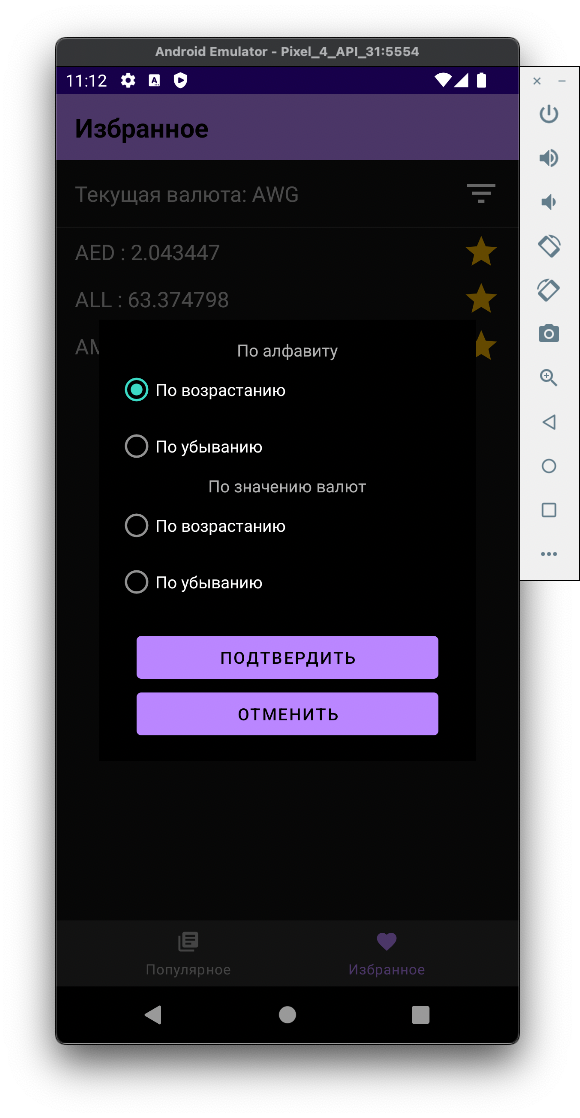 Android Emulator - Pixel_4_API_31:5554
11:12
Избранное
Текущая валюта: AWG
AED : 2.043447
ALL : 63.374798
По алфавиту
По возрастанию
По убыванию
По значению валют
По возрастанию
По убыванию
ПОДТВЕРДИТЬ
ОТМЕНИТЬ
Популярное
Избранное